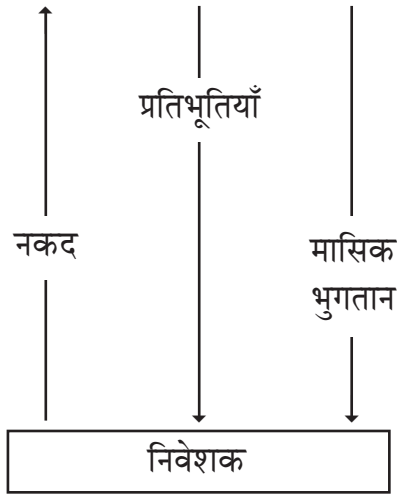 प्रतिभूतियाँ
नकद
मासिक
भुगतान
निवेशक